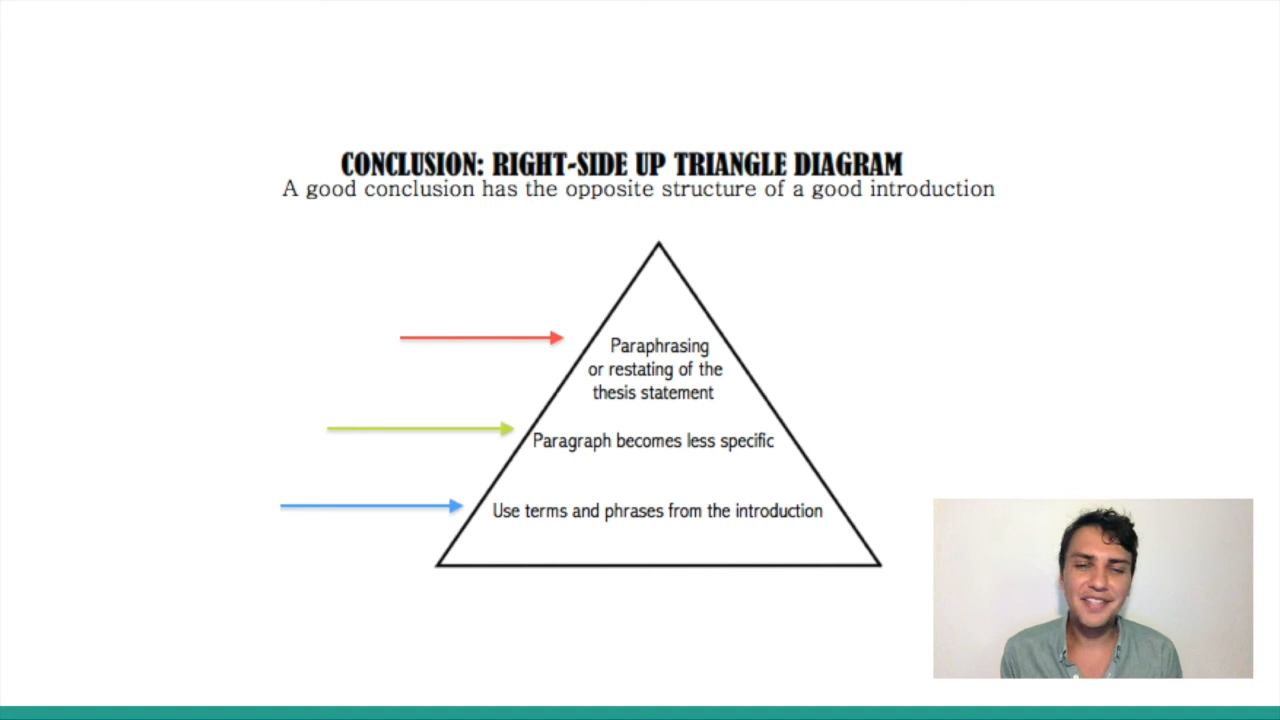 CONCLUSION: RIGHT-SIDE UP TRIANGLE DIAGRAM
A good conclusion has the opposite structure of a good introduction
Paraphrasing
or restating of the
thesis statement
Paragraph becomes less specific
Use terms and phrases from the introduction